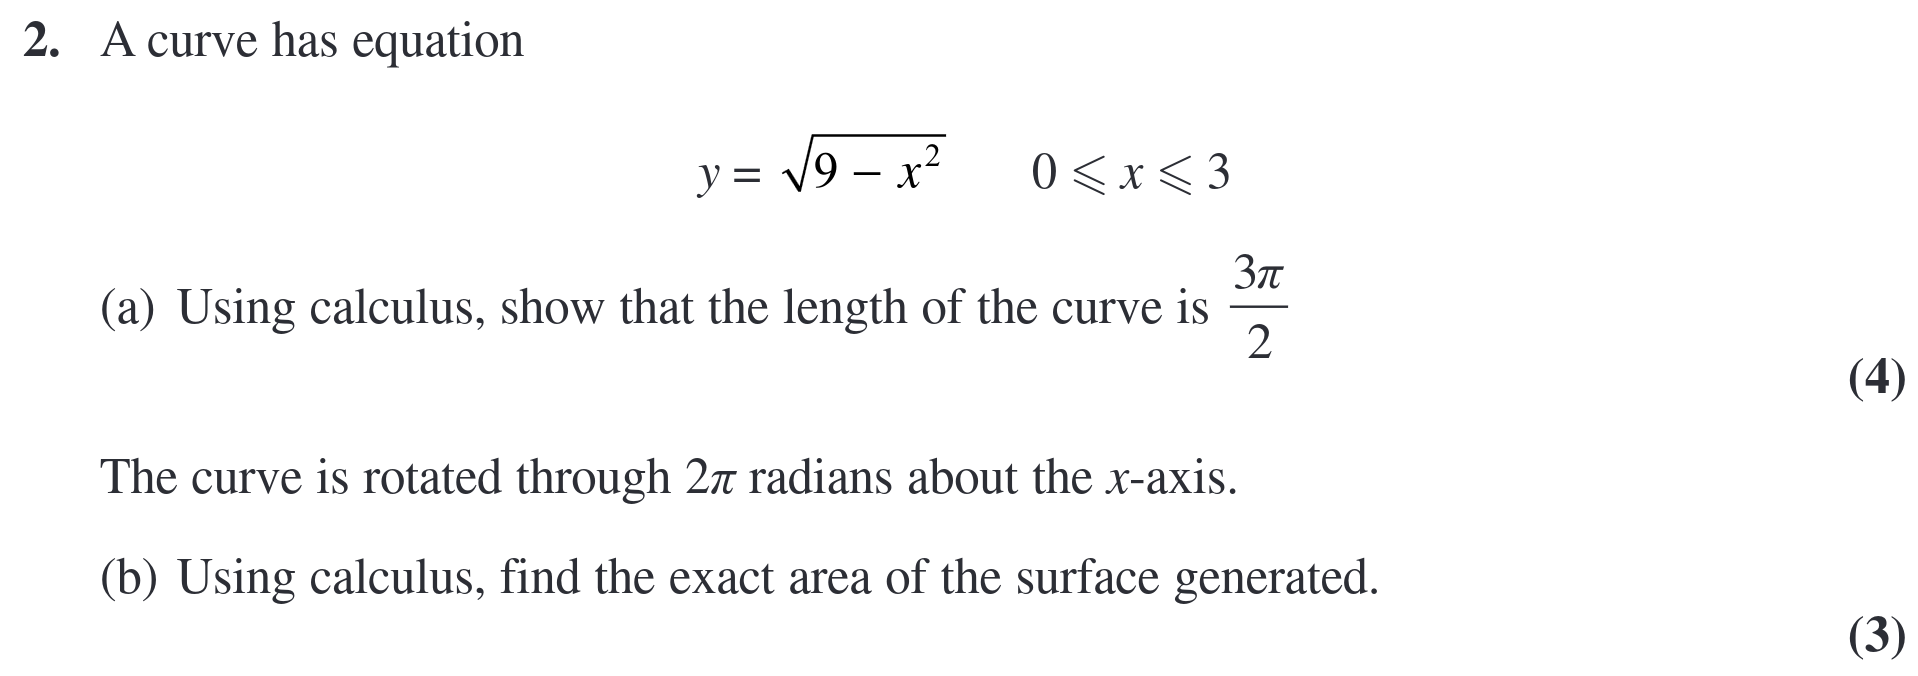 2. A curve has equation
y = √(9 − x²) 0 ⩽ x ⩽ 3
(a) Using calculus, show that the length of the curve is 3π/2
(4)
The curve is rotated through 2π radians about the x-axis.
(b) Using calculus, find the exact area of the surface generated.
(3)